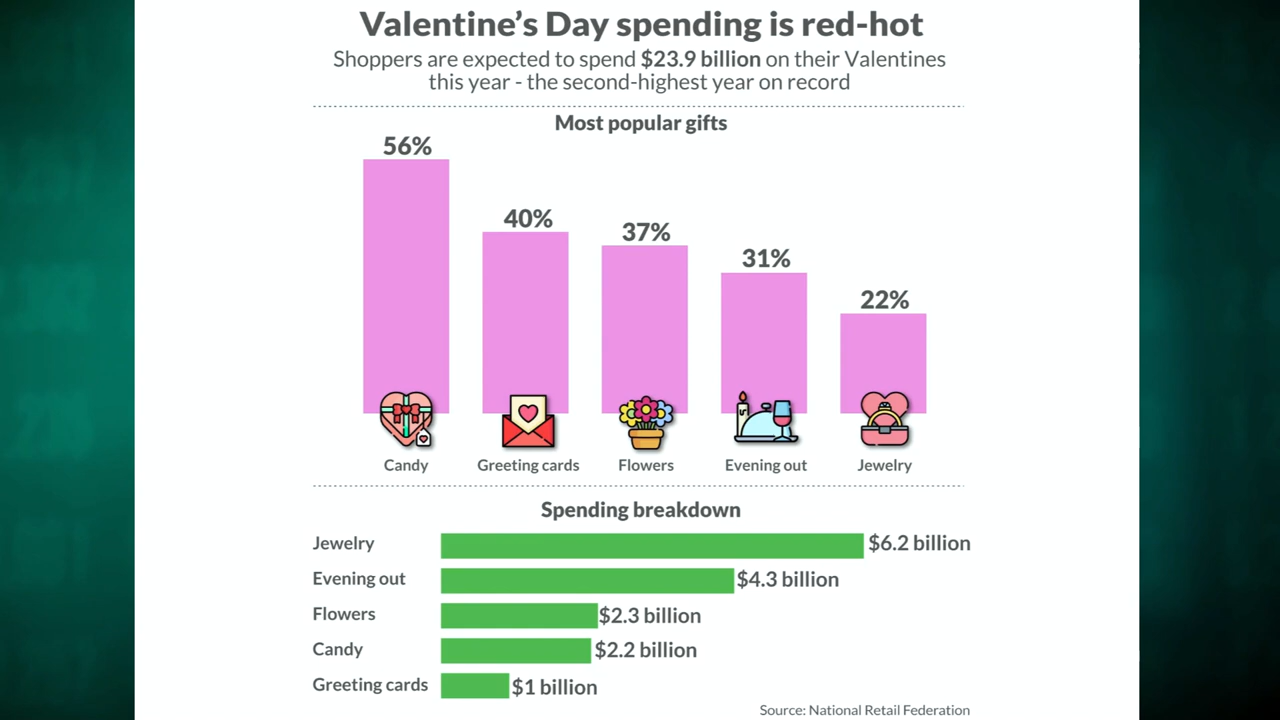 Valentine’s Day spending is red-hot
Shoppers are expected to spend $23.9 billion on their Valentines
this year - the second-highest year on record
Most popular gifts
56%
40%
37%
31%
22%
Candy
Greeting cards
Flowers
Evening out
Jewelry
Spending breakdown
Jewelry $6.2 billion
Evening out $4.3 billion
Flowers $2.3 billion
Candy $2.2 billion
Greeting cards $1 billion
Source: National Retail Federation